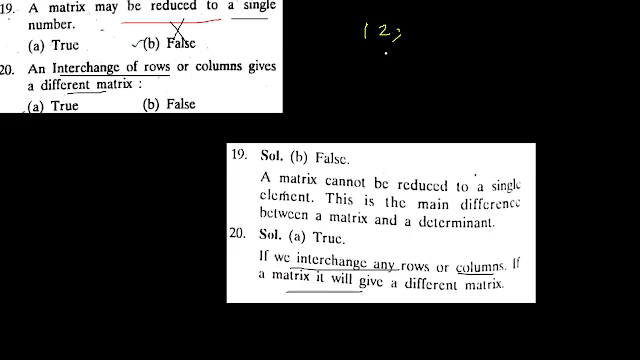 19. A matrix may be reduced to a single
number.
(a) True (b) False
20. An Interchange of rows or columns gives
a different matrix :
(a) True (b) False
1 2;
19. Sol. (b) False.
A matrix cannot be reduced to a single
element. This is the main difference
between a matrix and a determinant.
20. Sol. (a) True.
If we interchange any rows or columns. If
a matrix it will give a different matrix.